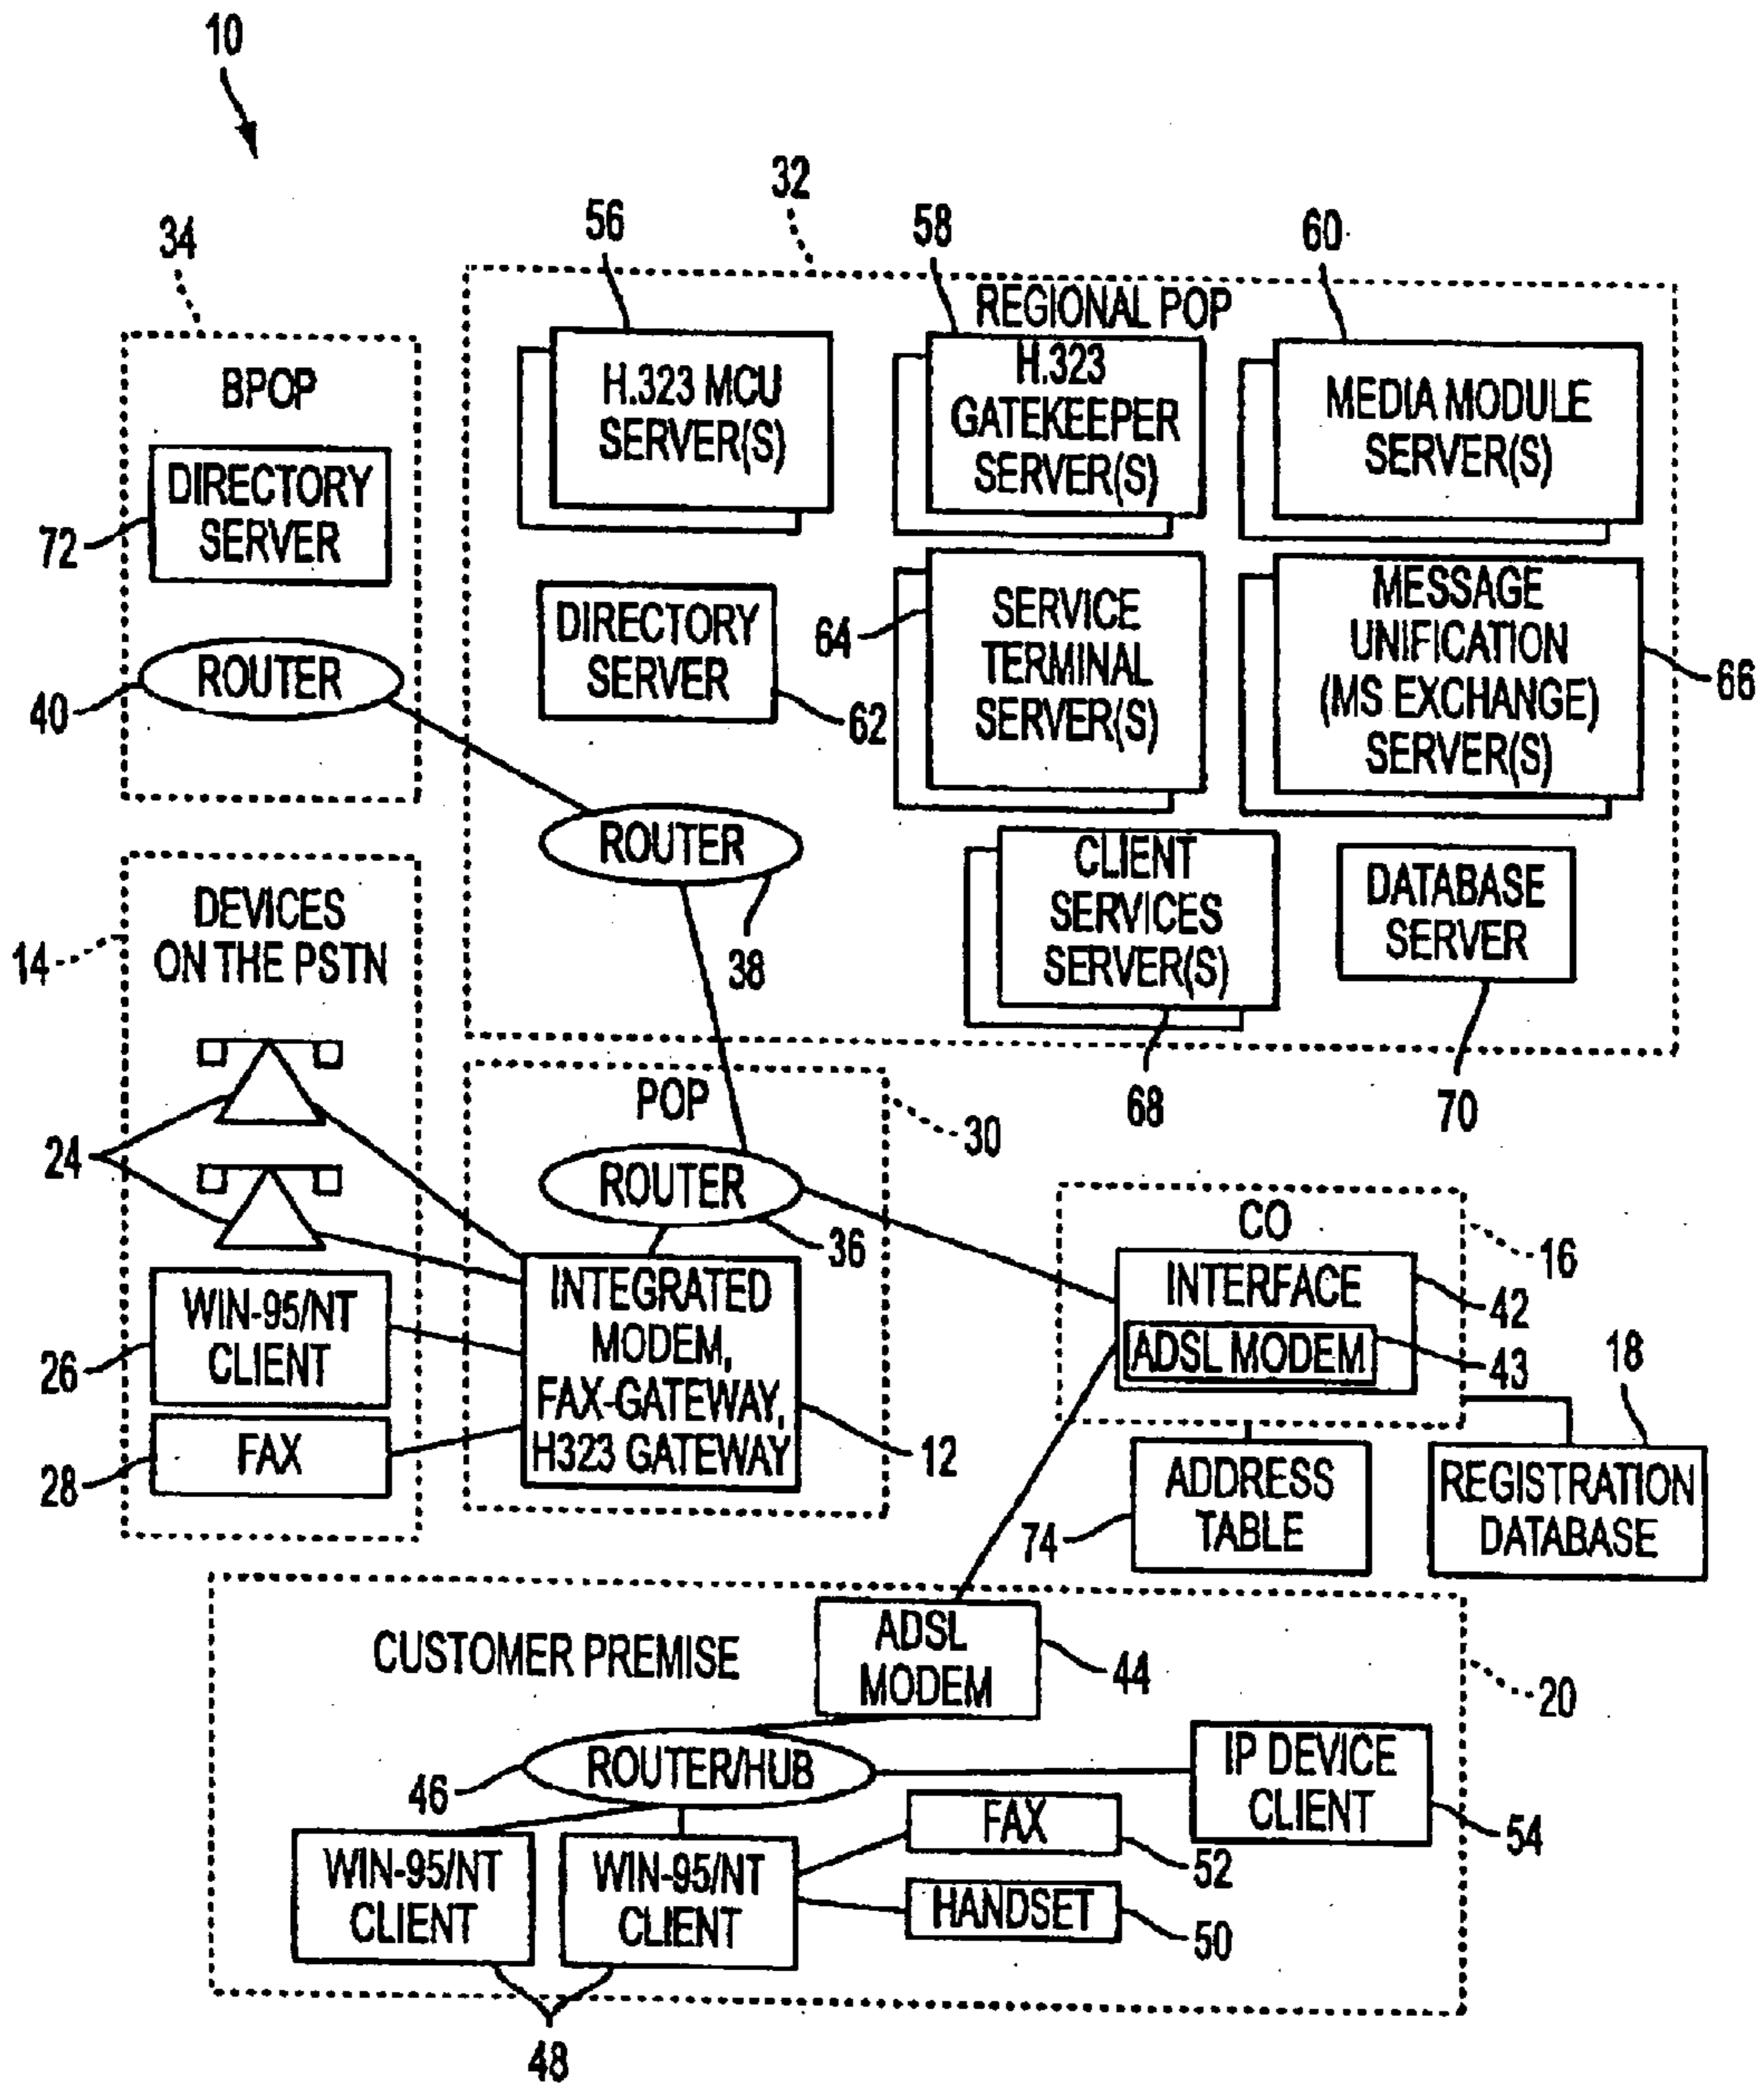 10
32
34
56
58
60
REGIONAL POP
BPOP
H.323 MCU
SERVER(S)
H.323
GATEKEEPER
SERVER(S)
MEDIA MODULE
SERVER(S)
DIRECTORY
SERVER
72
DIRECTORY
SERVER
62
64
SERVICE
TERMINAL
SERVER(S)
MESSAGE
UNIFICATION
(MS EXCHANGE)
SERVER(S)
66
ROUTER
40
ROUTER
38
CLIENT
SERVICES
SERVER(S)
68
DATABASE
SERVER
70
DEVICES
ON THE PSTN
14
24
POP
30
ROUTER
36
CO
16
INTERFACE
42
ADSL MODEM
43
18
WIN-95/NT
CLIENT
26
INTEGRATED
MODEM,
FAX-GATEWAY,
H323 GATEWAY
12
FAX
28
ADDRESS
TABLE
74
REGISTRATION
DATABASE
CUSTOMER PREMISE
ADSL
MODEM
44
20
ROUTER/HUB
46
IP DEVICE
CLIENT
54
FAX
52
WIN-95/NT
CLIENT
WIN-95/NT
CLIENT
HANDSET
50
48